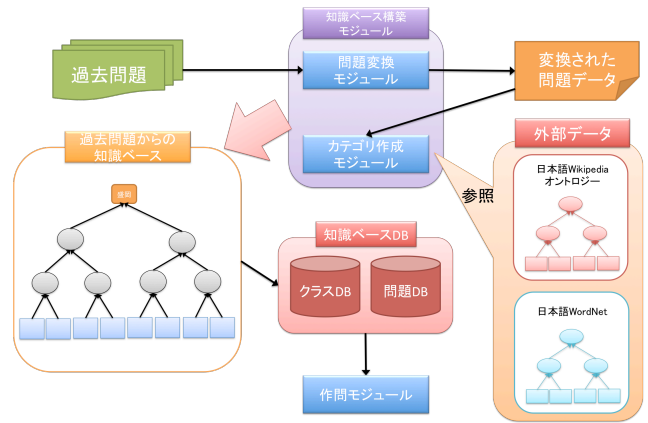 過去問題
知識ベース構築
モジュール
問題変換
モジュール
変換された
問題データ
カテゴリ作成
モジュール
過去問題からの
知識ベース
盛岡
外部データ
参照
日本語Wikipedia
オントロジー
知識ベースDB
クラスDB
問題DB
日本語WordNet
作問モジュール